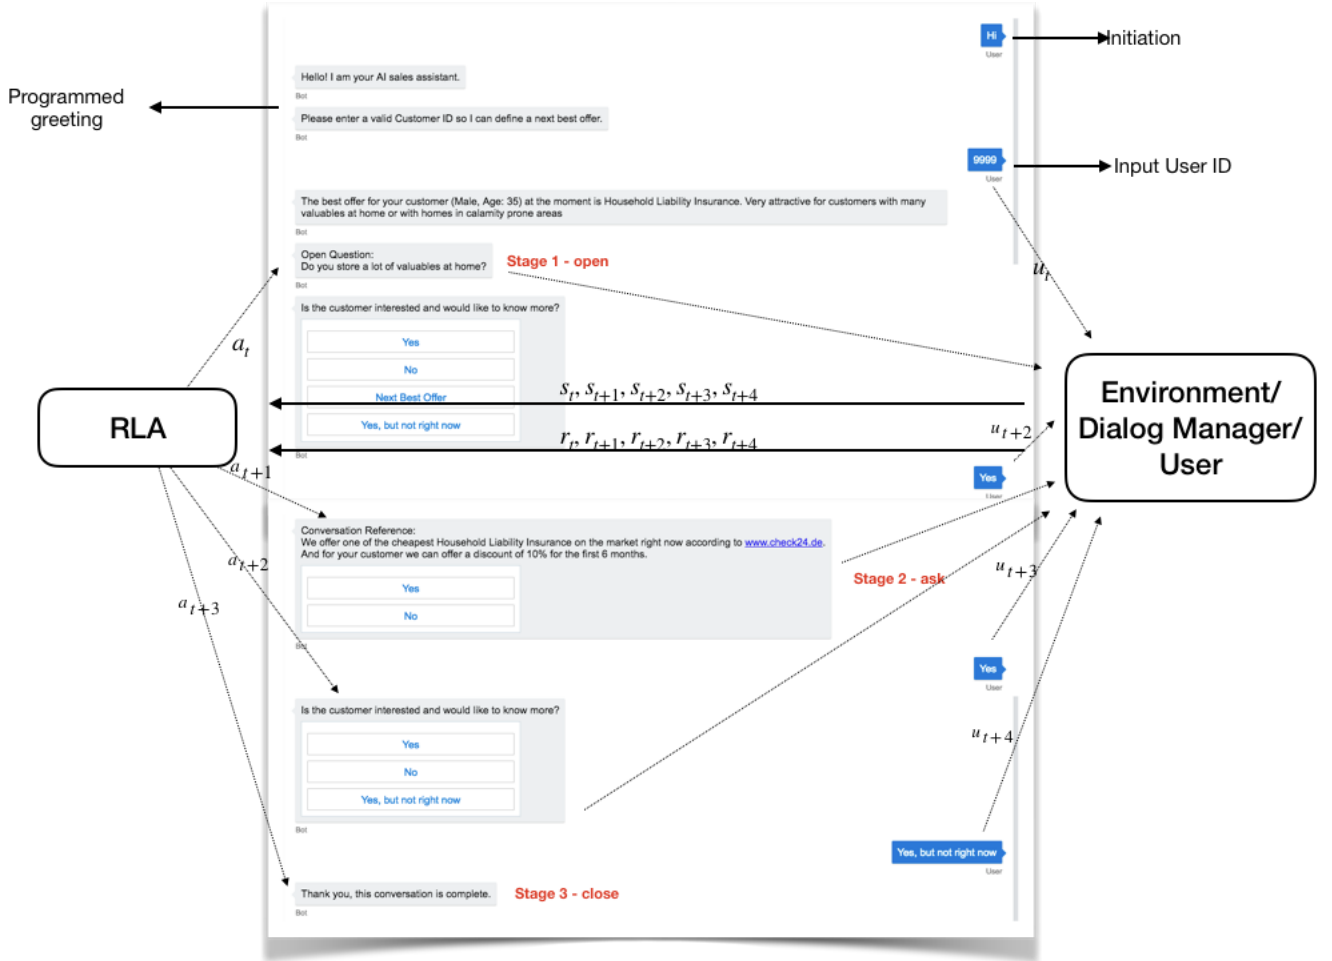 Hi
User
Initiation
Hello! I am your AI sales assistant.
Bot
Programmed
greeting
Please enter a valid Customer ID so I can define a next best offer.
Bot
9999
User
Input User ID
The best offer for your customer (Male, Age: 35) at the moment is Household Liability Insurance. Very attractive for customers with many
valuables at home or with homes in calamity prone areas
Bot
Open Question:
Do you store a lot of valuables at home?
Stage 1 - open
Bot
u_t
Is the customer interested and would like to know more?
Yes
a_t
No
Next Best Offer
Yes, but not right now
Bot
s_t, s_{t+1}, s_{t+2}, s_{t+3}, s_{t+4}
r_t, r_{t+1}, r_{t+2}, r_{t+3}, r_{t+4}
RLA
Environment/
Dialog Manager/
User
u_{t+2}
a_{t+1}
Yes
User
Conversation Reference:
We offer one of the cheapest Household Liability Insurance on the market right now according to www.check24.de.
And for your customer we can offer a discount of 10% for the first 6 months.
a_{t+2}
Stage 2 - ask
u_{t+3}
Yes
No
a_{t+3}
Bot
Yes
User
Is the customer interested and would like to know more?
u_{t+4}
Yes
No
Yes, but not right now
Bot
Yes, but not right now
User
Thank you, this conversation is complete.
Stage 3 - close
Bot